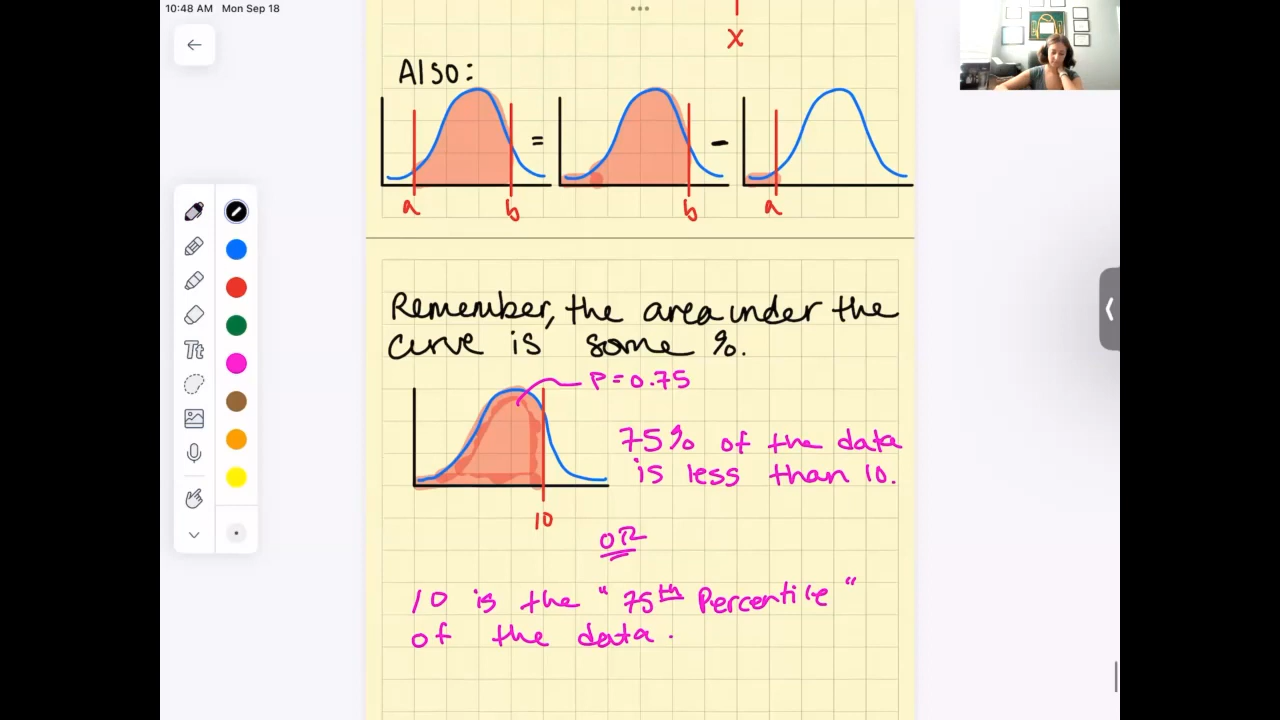 10:48 AM Mon Sep 18
x
Also:
= -
a b b a
Remember, the area under the
curve is some %.
P=0.75
75% of the data
is less than 10.
10
OR
10 is the "75th Percentile"
of the data.
Tt